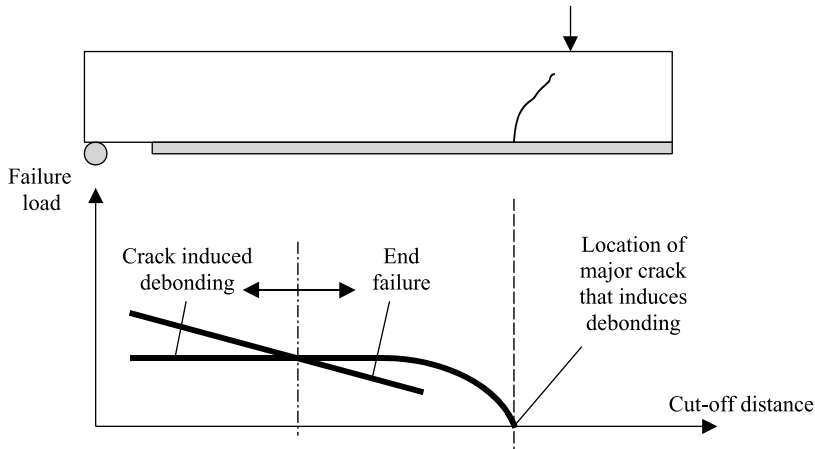 Failure
load
Crack induced
debonding
End
failure
Location of
major crack
that induces
debonding
Cut-off distance